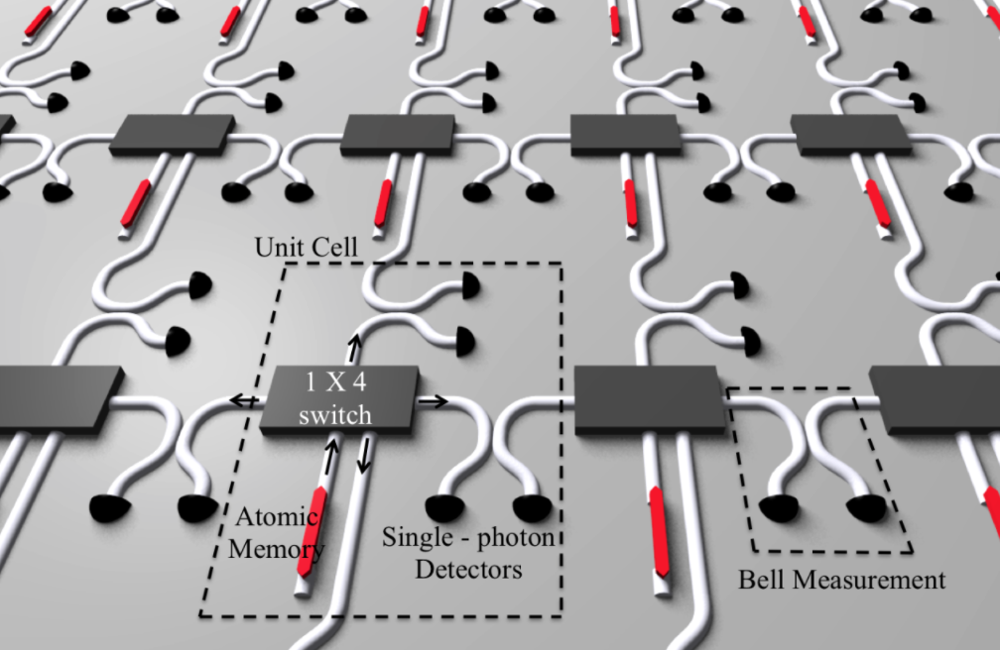 Unit Cell
1 X 4
switch
Atomic
Memory
Single - photon
Detectors
Bell Measurement